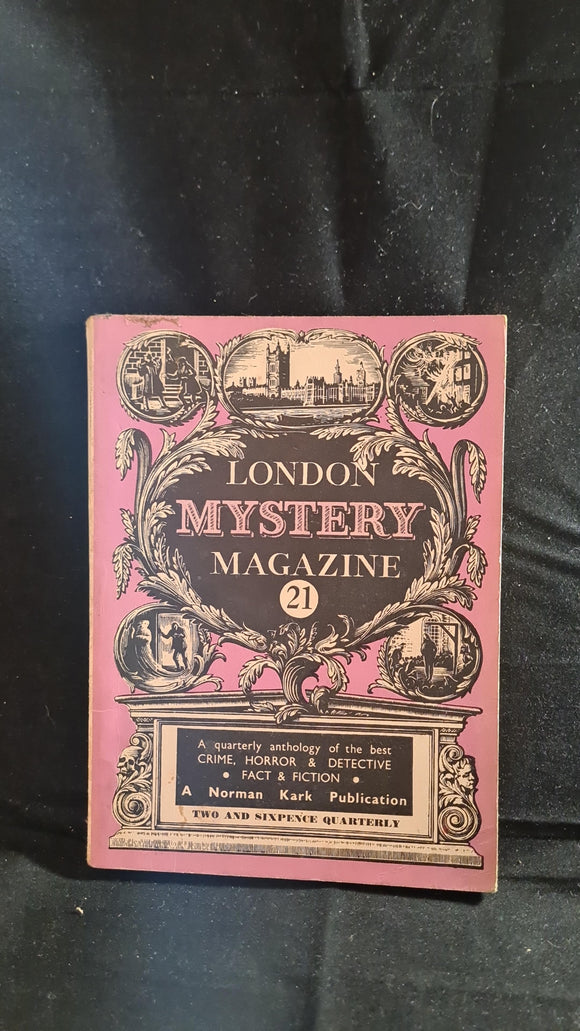 LONDON
MYSTERY
MAGAZINE
21
A quarterly anthology of the best
CRIME, HORROR & DETECTIVE
• FACT & FICTION •
A Norman Kark Publication
TWO AND SIXPENCE QUARTERLY